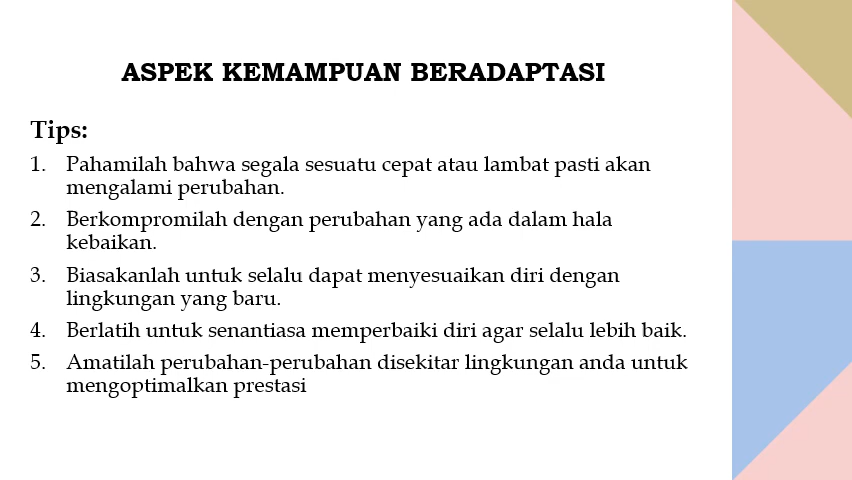 ASPEK KEMAMPUAN BERADAPTASI
Tips:
1. Pahamilah bahwa segala sesuatu cepat atau lambat pasti akan
mengalami perubahan.
2. Berkompromilah dengan perubahan yang ada dalam hala
kebaikan.
3. Biasakanlah untuk selalu dapat menyesuaikan diri dengan
lingkungan yang baru.
4. Berlatih untuk senantiasa memperbaiki diri agar selalu lebih baik.
5. Amatilah perubahan-perubahan disekitar lingkungan anda untuk
mengoptimalkan prestasi